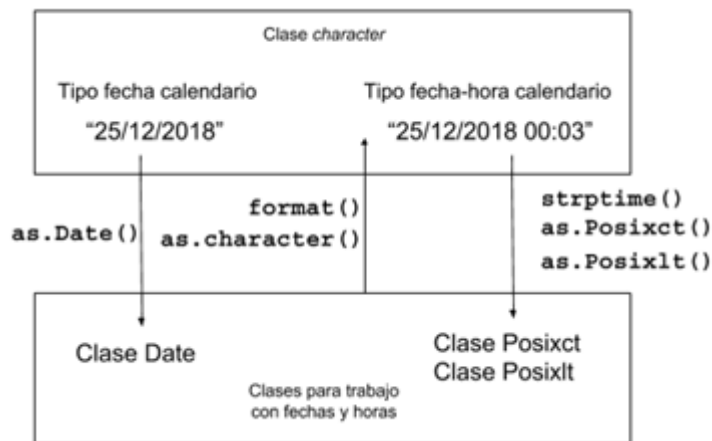 Clase character
Tipo fecha calendario
Tipo fecha-hora calendario
"25/12/2018"
"25/12/2018 00:03"
as.Date()
format()
as.character()
strptime()
as.Posixct()
as.Posixlt()
Clase Date
Clase Posixct
Clase Posixlt
Clases para trabajo
con fechas y horas